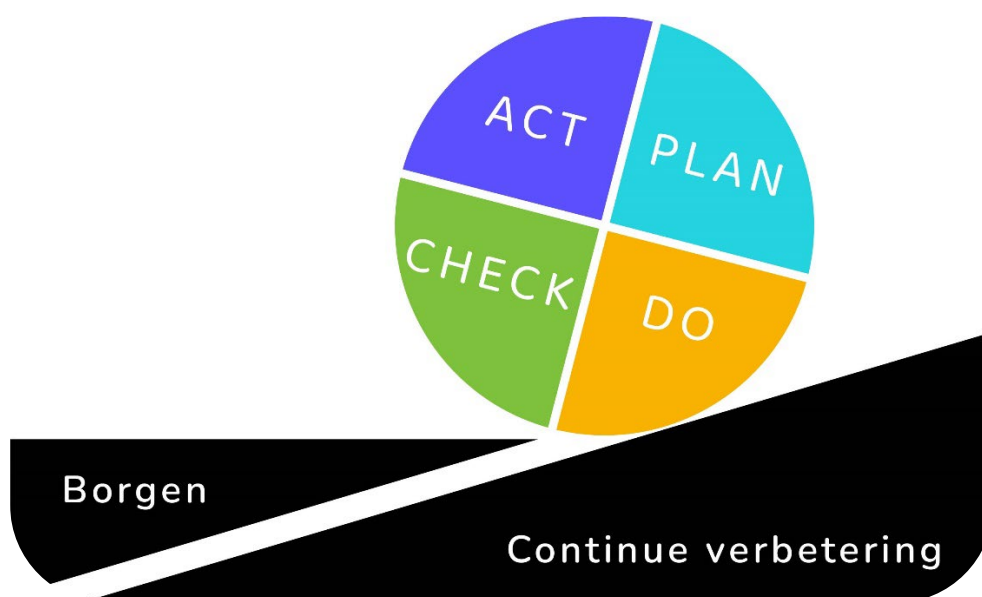 ACT
PLAN
CHECK
DO
Borgen
Continue verbetering